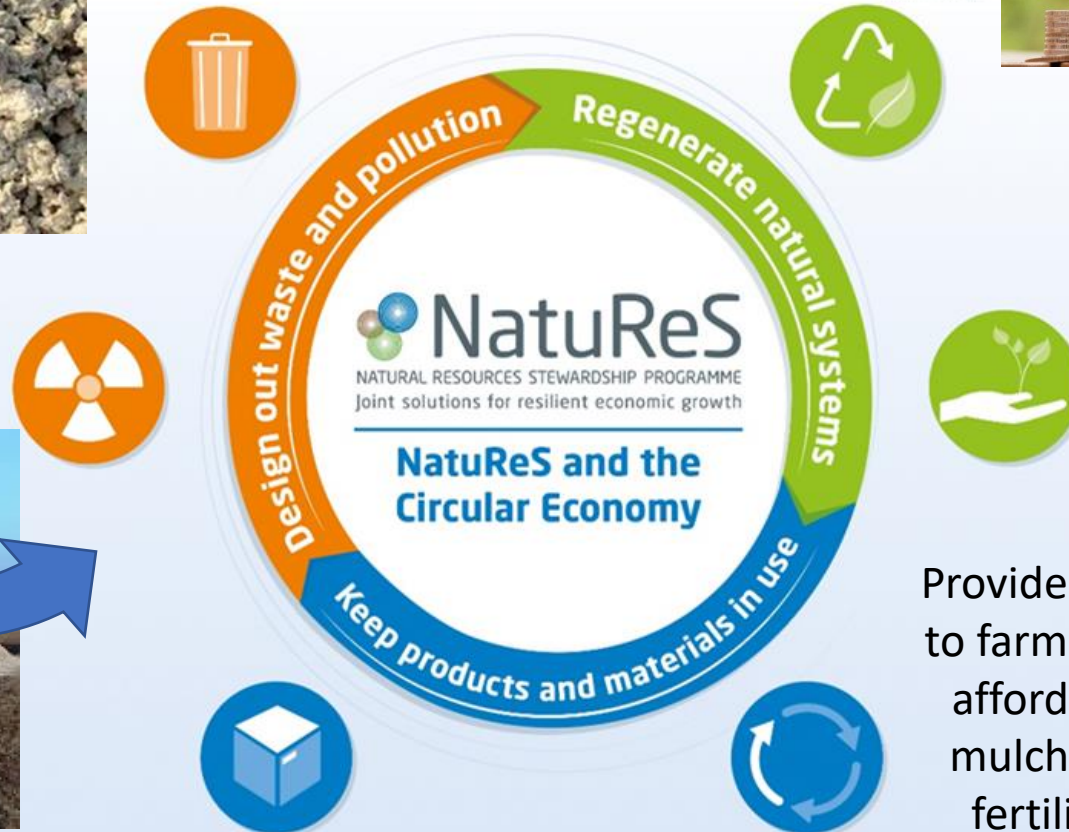 Design out waste and pollution
Regenerate natural systems
NatuReS
NATURAL RESOURCES STEWARDSHIP PROGRAMME
Joint solutions for resilient economic growth
NatuReS and the
Circular Economy
Keep products and materials in use
Provide
to farm
afford
mulch
fertili